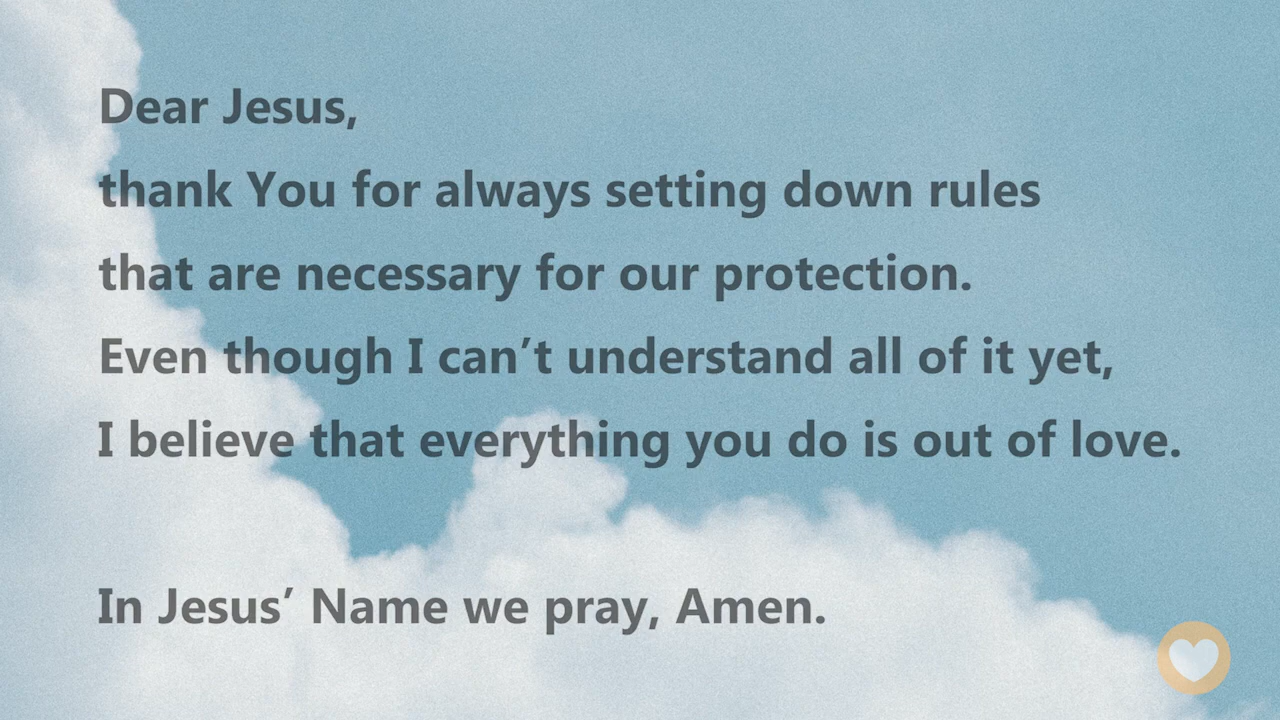 Dear Jesus,
thank You for always setting down rules
that are necessary for our protection.
Even though I can’t understand all of it yet,
I believe that everything you do is out of love.
In Jesus’ Name we pray, Amen.